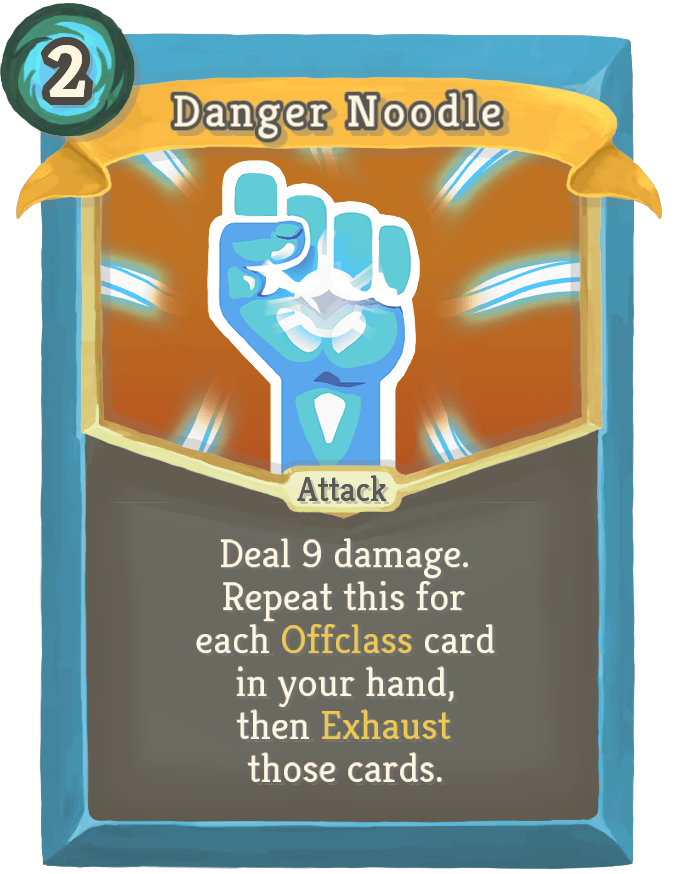 2
Danger Noodle
Attack
Deal 9 damage.
Repeat this for
each Offclass card
in your hand,
then Exhaust
those cards.